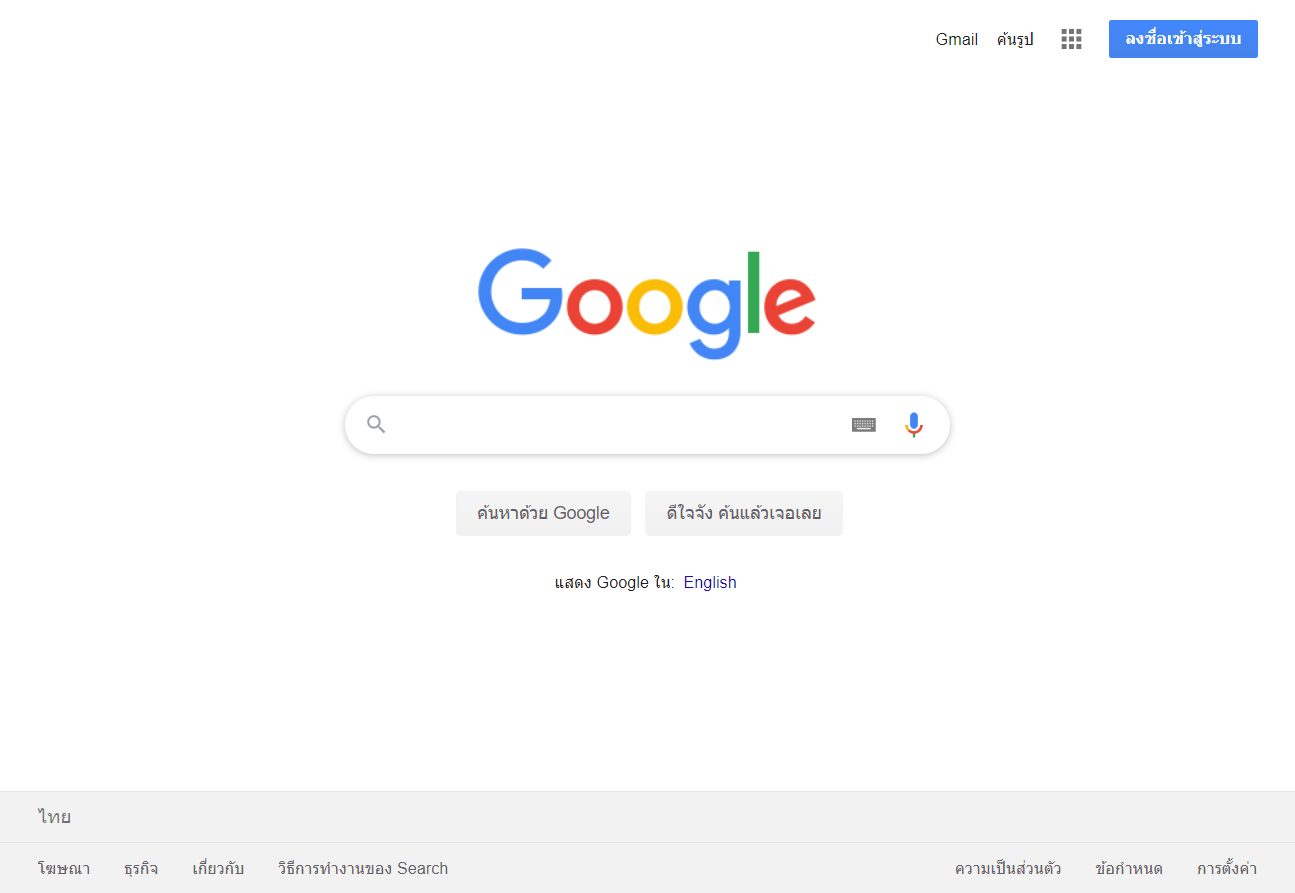 Gmail ค้นรูป ลงชื่อเข้าสู่ระบบ
Google
ค้นหาด้วย Google ดีใจจัง ค้นแล้วเจอเลย
แสดง Google ใน: English
ไทย
โฆษณา ธุรกิจ เกี่ยวกับ วิธีการทำงานของ Search ความเป็นส่วนตัว ข้อกำหนด การตั้งค่า